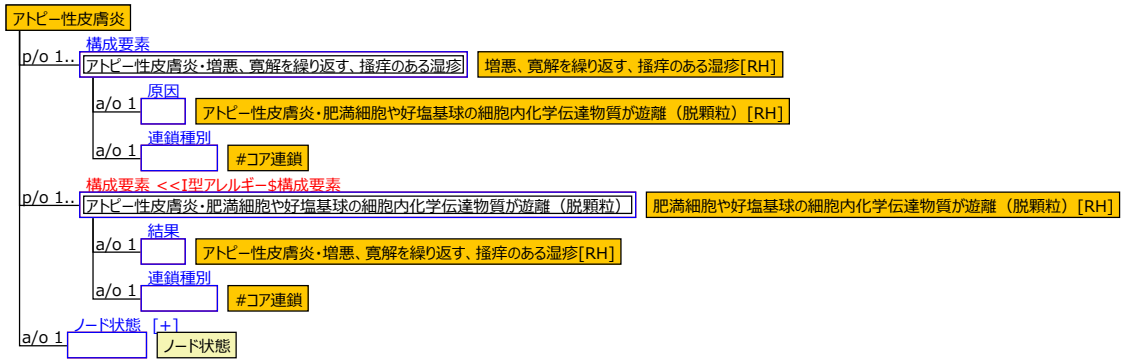 アトピー性皮膚炎
構成要素
p/o 1.. アトピー性皮膚炎・増悪、寛解を繰り返す、掻痒のある湿疹 増悪、寛解を繰り返す、掻痒のある湿疹[RH]
原因
a/o 1 アトピー性皮膚炎・肥満細胞や好塩基球の細胞内化学伝達物質が遊離（脱顆粒）[RH]
連鎖種別
a/o 1 #コア連鎖
構成要素 <<I型アレルギー$構成要素
p/o 1.. アトピー性皮膚炎・肥満細胞や好塩基球の細胞内化学伝達物質が遊離（脱顆粒） 肥満細胞や好塩基球の細胞内化学伝達物質が遊離（脱顆粒）[RH]
結果
a/o 1 アトピー性皮膚炎・増悪、寛解を繰り返す、掻痒のある湿疹[RH]
連鎖種別
a/o 1 #コア連鎖
ノード状態 [+]
a/o 1 ノード状態